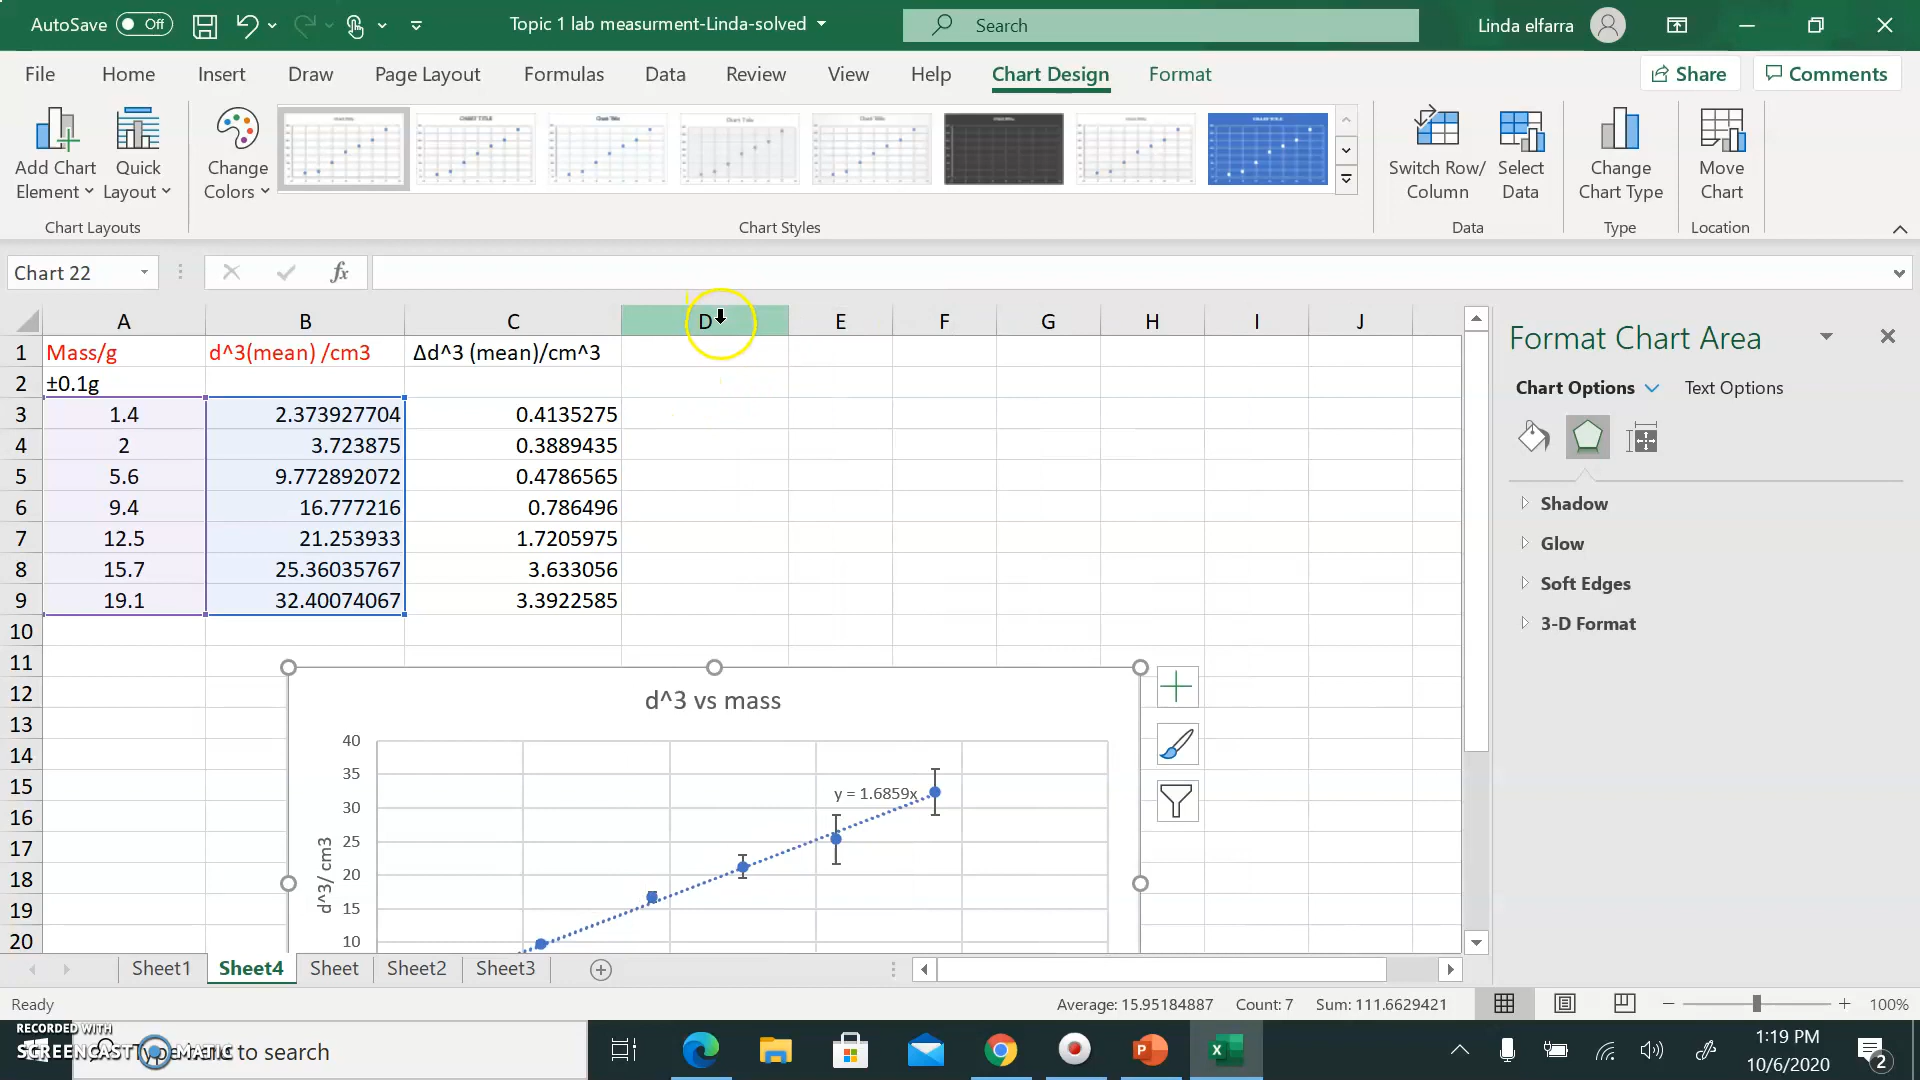 AutoSave Off Topic 1 lab measurment-Linda-solved Search Linda elfarra
File Home Insert Draw Page Layout Formulas Data Review View Help Chart Design Format Share Comments
Add Chart Element Quick Layout Change Colors Switch Row/ Column Select Data Change Chart Type Move Chart
Chart Layouts Chart Styles Data Type Location
Chart 22 fx
A B C D E F G H I J
1 Mass/g d^3(mean) /cm3 Δd^3 (mean)/cm^3
2 ±0.1g
3 1.4 2.373927704 0.4135275
4 2 3.723875 0.3889435
5 5.6 9.772892072 0.4786565
6 9.4 16.777216 0.786496
7 12.5 21.253933 1.7205975
8 15.7 25.36035767 3.633056
9 19.1 32.40074067 3.3922585
10
11
12
13
14
15
16
17
18
19
20
d^3 vs mass
40
35
30
25
20
15
10
d^3/ cm3
y = 1.6859x
Format Chart Area
Chart Options Text Options
Shadow
Glow
Soft Edges
3-D Format
Sheet1 Sheet4 Sheet Sheet2 Sheet3
Ready Average: 15.95184887 Count: 7 Sum: 111.6629421 100%
RECORDED WITH
SCREENCAST MATIC
Type here to search
1:19 PM
10/6/2020
2